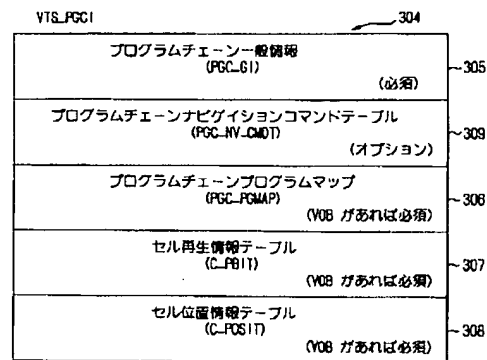 VTS_PGCI
304
プログラムチェーン一般情報
(PGC_GI)
(必須)
305
プログラムチェーンナビゲイションコマンドテーブル
(PGC_NV_CMDT)
(オプション)
309
プログラムチェーンプログラムマップ
(PGC_PGMAP)
(VOB があれば必須)
306
セル再生情報テーブル
(C_PBIT)
(VOB があれば必須)
307
セル位置情報テーブル
(C_POSIT)
(VOB があれば必須)
308